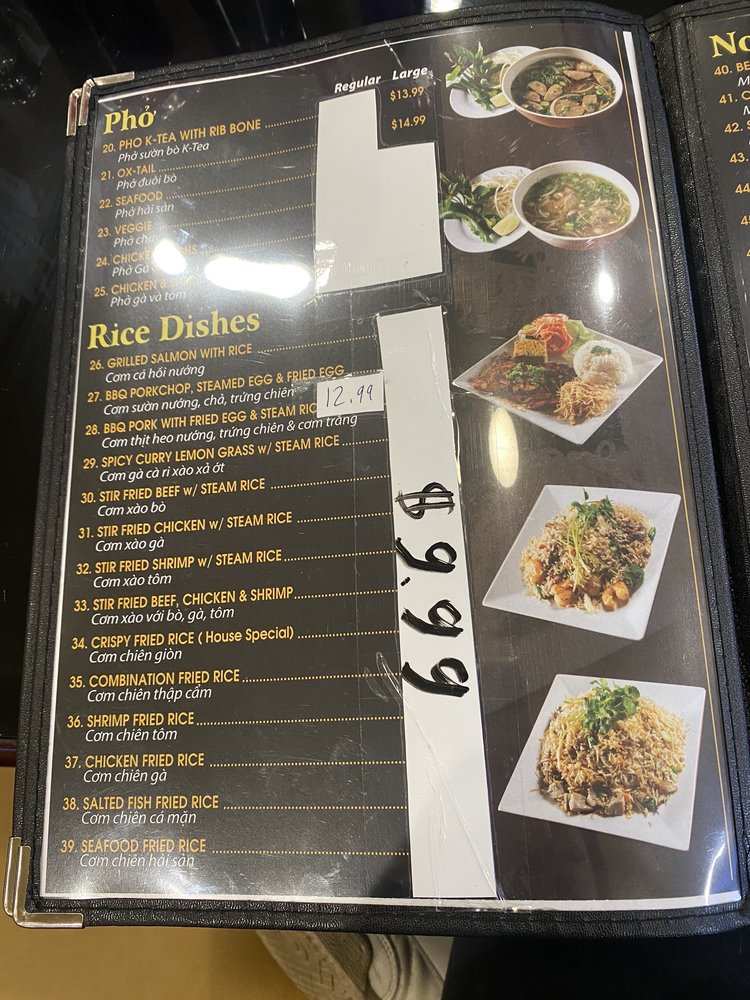 Regular Large
Phở
20. PHO K-TEA WITH RIB BONE $13.99
Phở sườn bò K-Tea
21. OX-TAIL $14.99
Phở đuôi bò
22. SEAFOOD
Phở hải sản
23. VEGGIE
Phở
24.
Phở Gà
25. CHICKEN &
Phở gà và tôm
Rice Dishes
26. GRILLED SALMON WITH RICE
Cơm cá hồi nướng
27. BBQ PORKCHOP, STEAMED EGG & FRIED EGG
Cơm sườn nướng, chả, trứng chiên 12.99
28. BBQ PORK WITH FRIED EGG & STEAM
Cơm thịt heo nướng, trứng chiên & cơm trắng
29. SPICY CURRY LEMON GRASS w/ STEAM RICE
Cơm gà cà ri xào xả ớt
30. STIR FRIED BEEF w/ STEAM RICE
Cơm xào bò
31. STIR FRIED CHICKEN w/ STEAM RICE
Cơm xào gà
32. STIR FRIED SHRIMP w/ STEAM RICE
Cơm xào tôm
33. STIR FRIED BEEF, CHICKEN & SHRIMP
Cơm xào với bò, gà, tôm
34. CRISPY FRIED RICE ( House Special)
Cơm chiên giòn
35. COMBINATION FRIED RICE
Cơm chiên thập cẩm
36. SHRIMP FRIED RICE
Cơm chiên tôm
37. CHICKEN FRIED RICE
Cơm chiên gà
38. SALTED FISH FRIED RICE
Cơm chiên cá mặn
39. SEAFOOD FRIED RICE
Cơm chiên hải sản
$9.99
40.
41.
42.
43.
44.